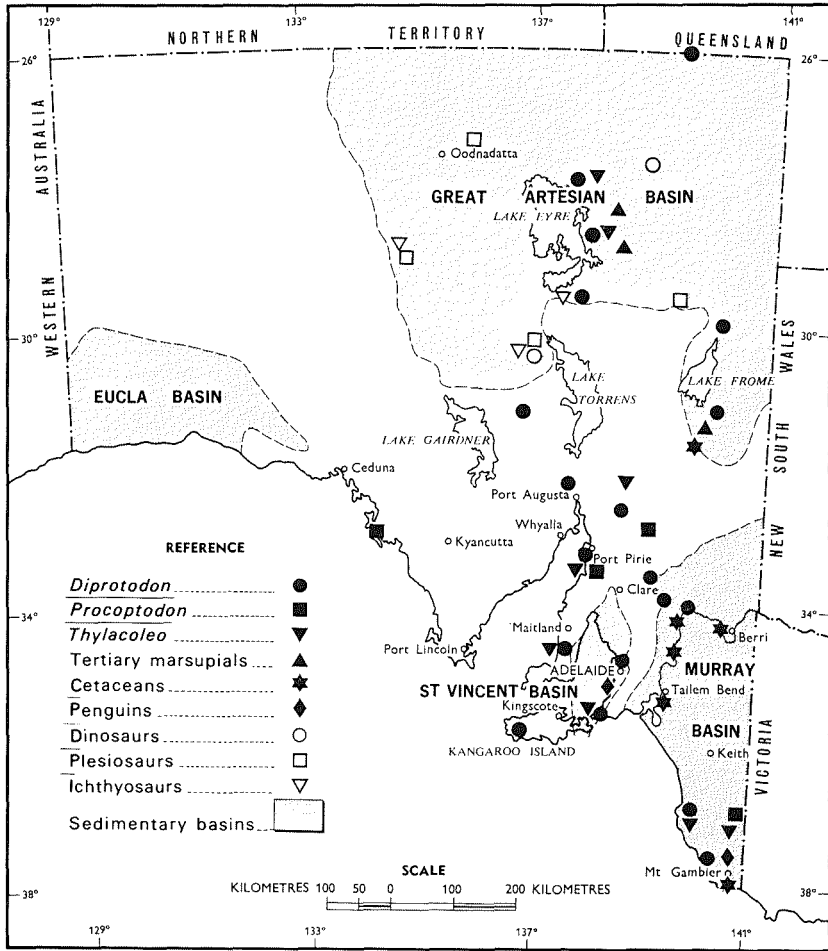 129° 133° 137° 141°
NORTHERN TERRITORY QUEENSLAND
26° 26°
WESTERN AUSTRALIA
Oodnadatta
GREAT ARTESIAN BASIN
LAKE EYRE
30° 30°
EUCLA BASIN
LAKE TORRENS
LAKE FROME
LAKE GAIRDNER
NEW SOUTH WALES
Ceduna
Port Augusta
Whyalla
Kyancutta
Port Pirie
Clare
34° 34°
Maitland
Berri
Port Lincoln
ADELAIDE
MURRAY BASIN
ST VINCENT BASIN
Tailem Bend
Kingscote
KANGAROO ISLAND
Keith
VICTORIA
Mt Gambier
REFERENCE
Diprotodon
Procoptodon
Thylacoleo
Tertiary marsupials
Cetaceans
Penguins
Dinosaurs
Plesiosaurs
Ichthyosaurs
Sedimentary basins
SCALE
KILOMETRES 100 50 0 100 200 KILOMETRES
38° 38°
129° 133° 137° 141°